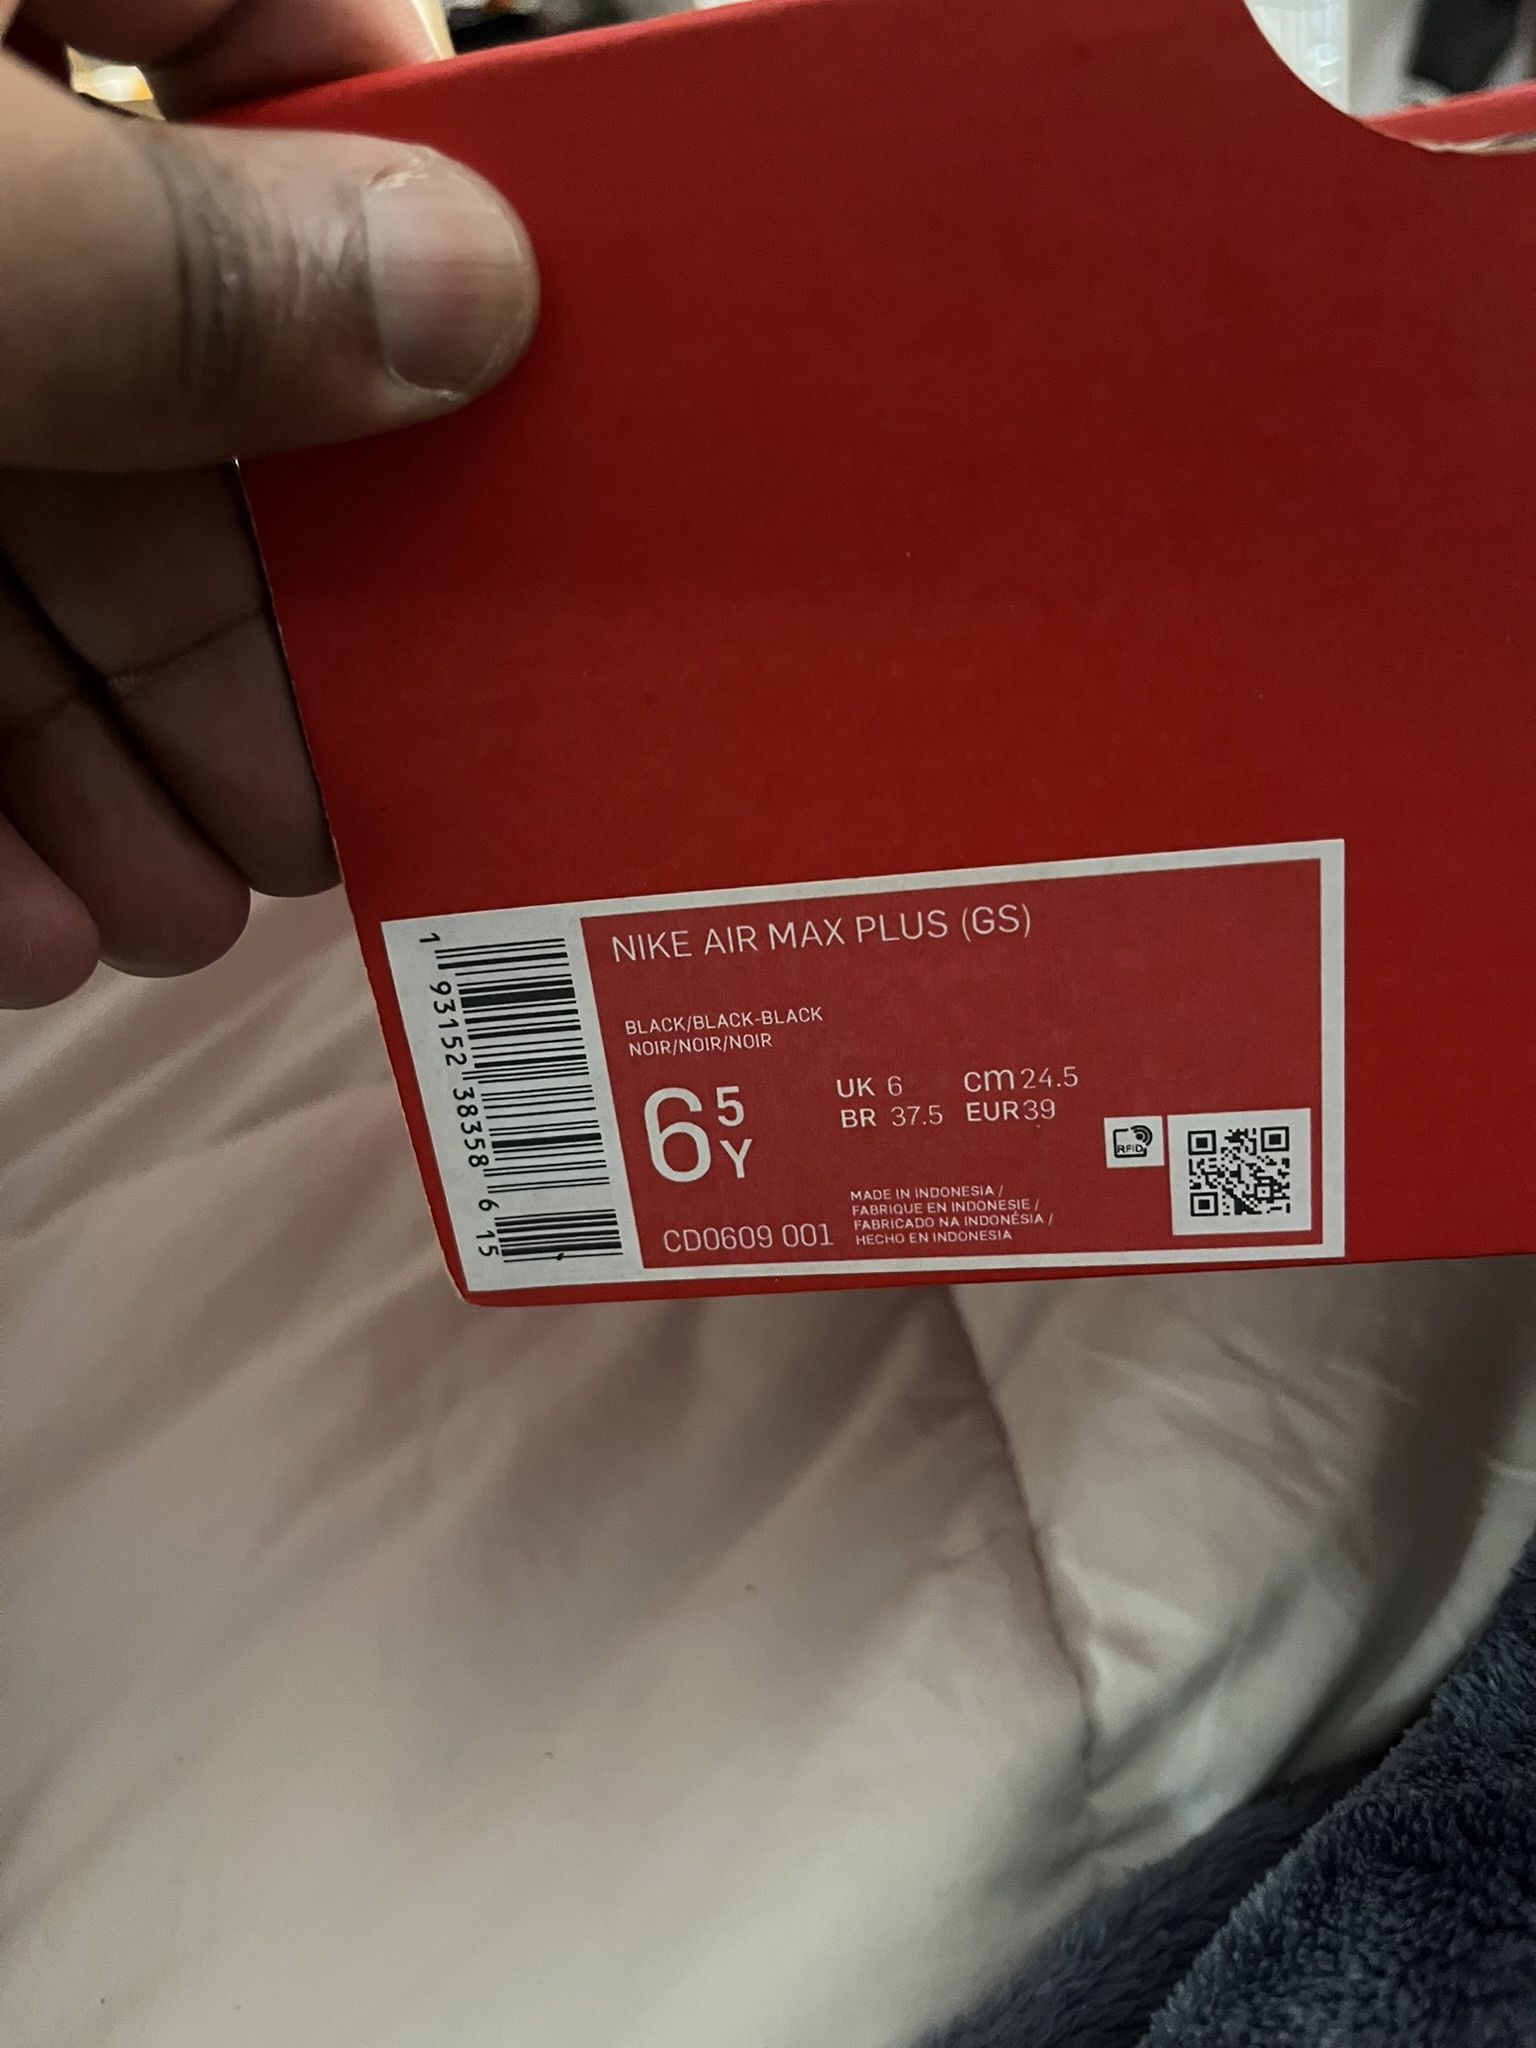 NIKE AIR MAX PLUS (GS)
BLACK/BLACK-BLACK
NOIR/NOIR/NOIR
6 5 Y
UK 6 cm 24.5
BR 37.5 EUR 39
RFID
MADE IN INDONESIA /
FABRIQUE EN INDONESIE /
FABRICADO NA INDONÉSIA /
HECHO EN INDONESIA
CD0609 001
1 93152 38358 6 15